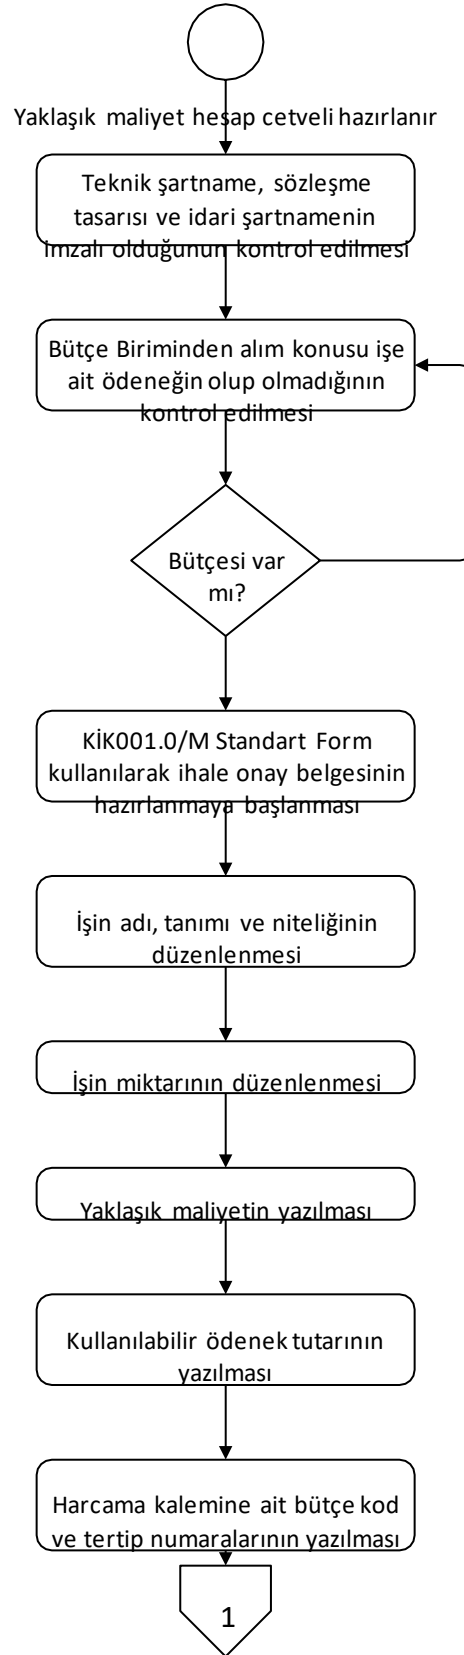 Yaklaşık maliyet hesap cetveli hazırlanır
Teknik şartname, sözleşme
tasarısı ve idari şartnamenin
imzalı olduğunun kontrol edilmesi
Bütçe Biriminden alım konusu işe
ait ödeneğin olup olmadığının
kontrol edilmesi
Bütçesi var
mı?
KİK001.0/M Standart Form
kullanılarak ihale onay belgesinin
hazırlanmaya başlanması
İşin adı, tanımı ve niteliğinin
düzenlenmesi
İşin miktarının düzenlenmesi
Yaklaşık maliyetin yazılması
Kullanılabilir ödenek tutarının
yazılması
Harcama kalemine ait bütçe kod
ve tertip numaralarının yazılması
1